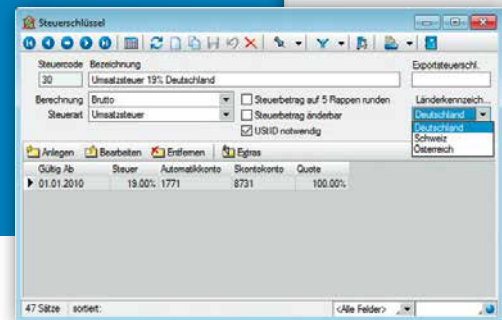 Steuerschlüssel
Steuercode Bezeichnung Exportsteuerschl.
30 Umsatzsteuer 19% Deutschland
Berechnung Brutto Steuerbetrag auf 5 Rappen runden Länderkennzeich...
Steuerart Umsatzsteuer Steuerbetrag änderbar Deutschland
UStID notwendig Deutschland
Schweiz
Österreich
Anlegen Bearbeiten Entfernen Extras
Gültig Ab Steuer Automatikkonto Skontokonto Quote
01.01.2010 19.00% 1771 8731 100.00%
47 Sätze sortiert: <Alle Felder>